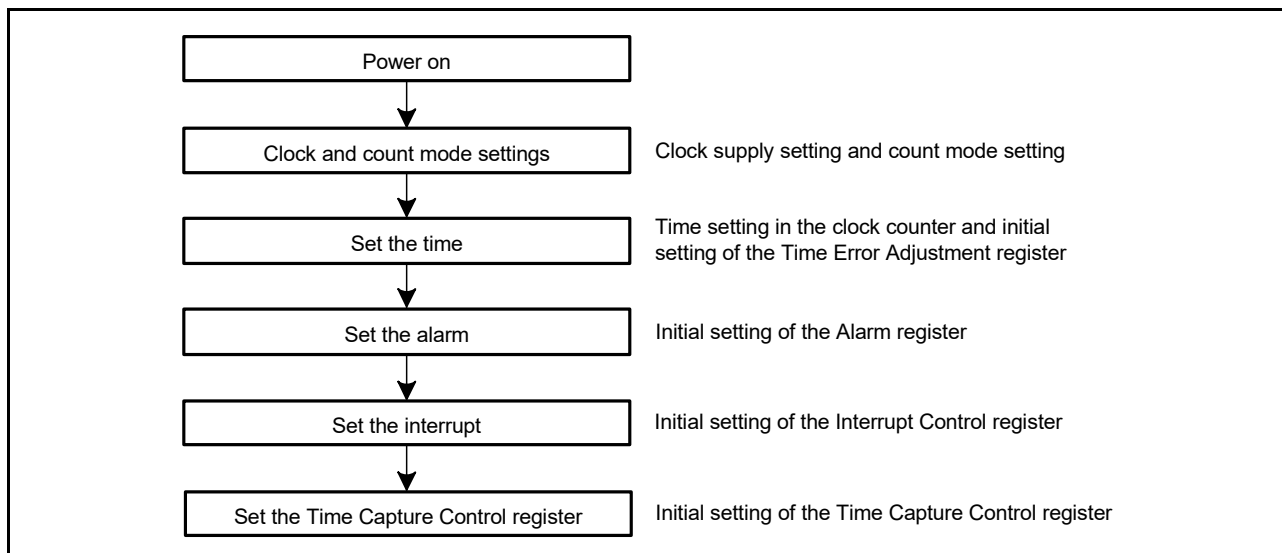 Power on
Clock and count mode settings
Clock supply setting and count mode setting
Set the time
Time setting in the clock counter and initial
setting of the Time Error Adjustment register
Set the alarm
Initial setting of the Alarm register
Set the interrupt
Initial setting of the Interrupt Control register
Set the Time Capture Control register
Initial setting of the Time Capture Control register